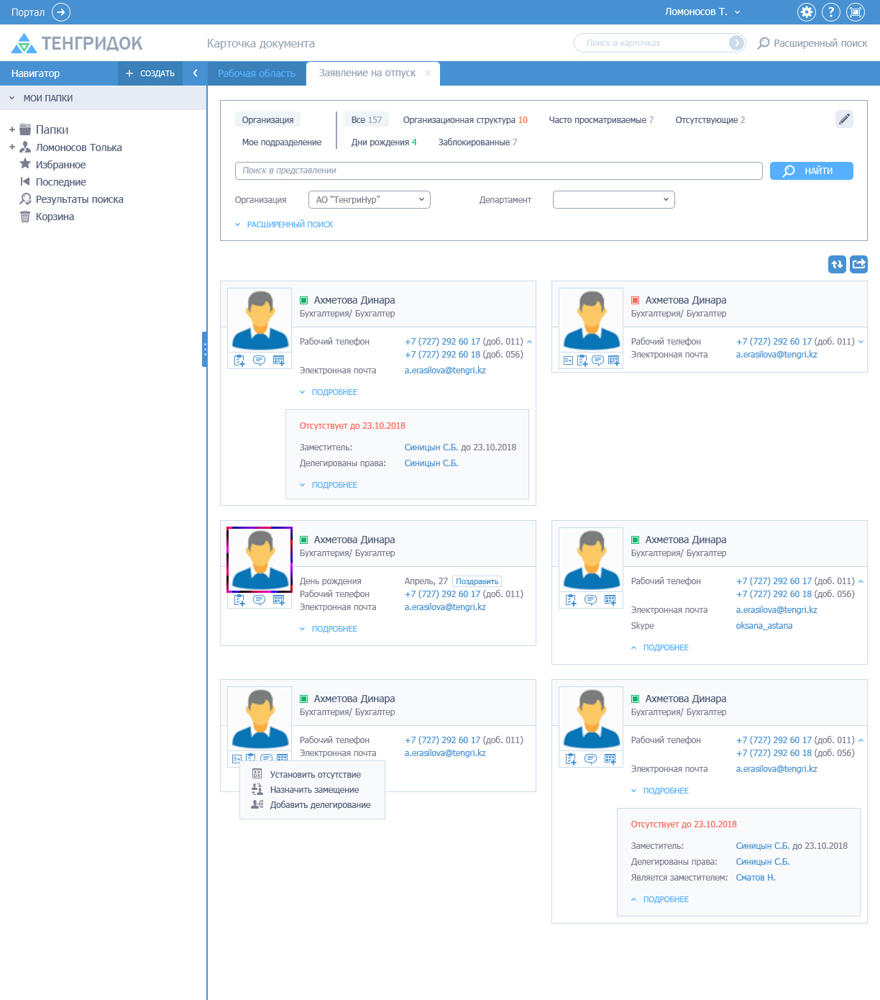 Портал
Ломоносов Т.
?
ТЕНГРИДОК
Карточка документа
Поиск в карточках
Расширенный поиск
Навигатор
+ СОЗДАТЬ
Рабочая область
Заявление на отпуск x
МОИ ПАПКИ
+ Папки
+ Ломоносов Толька
Избранное
Последние
Результаты поиска
Корзина
Организация
Все 157
Организационная структура 10
Часто просматриваемые 7
Отсутствующие 2
Мое подразделение
Дни рождения 4
Заблокированные 7
Поиск в представлении
НАЙТИ
Организация
АО "ТенгриНур"
Департамент
РАСШИРЕННЫЙ ПОИСК
Ахметова Динара
Бухгалтерия/ Бухгалтер
Рабочий телефон
+7 (727) 292 60 17 (доб. 011)
+7 (727) 292 60 18 (доб. 056)
Электронная почта
a.erasilova@tengri.kz
ПОДРОБНЕЕ
Отсутствует до 23.10.2018
Заместитель:
Синицын С.Б. до 23.10.2018
Делегированы права:
Синицын С.Б.
ПОДРОБНЕЕ
Ахметова Динара
Бухгалтерия/ Бухгалтер
Рабочий телефон
+7 (727) 292 60 17 (доб. 011)
Электронная почта
a.erasilova@tengri.kz
Ахметова Динара
Бухгалтерия/ Бухгалтер
День рождения
Апрель, 27 Поздравить
Рабочий телефон
+7 (727) 292 60 17 (доб. 011)
Электронная почта
a.erasilova@tengri.kz
ПОДРОБНЕЕ
Ахметова Динара
Бухгалтерия/ Бухгалтер
Рабочий телефон
+7 (727) 292 60 17 (доб. 011)
+7 (727) 292 60 18 (доб. 056)
Электронная почта
a.erasilova@tengri.kz
Skype
oksana_astana
ПОДРОБНЕЕ
Ахметова Динара
Бухгалтерия/ Бухгалтер
Рабочий телефон
+7 (727) 292 60 17 (доб. 011)
Электронная почта
a.erasilova@tengri.kz
Установить отсутствие
Назначить замещение
Добавить делегирование
Ахметова Динара
Бухгалтерия/ Бухгалтер
Рабочий телефон
+7 (727) 292 60 17 (доб. 011)
+7 (727) 292 60 18 (доб. 056)
Электронная почта
a.erasilova@tengri.kz
ПОДРОБНЕЕ
Отсутствует до 23.10.2018
Заместитель:
Синицын С.Б. до 23.10.2018
Делегированы права:
Синицын С.Б.
Является заместителем:
Сматов Н.
ПОДРОБНЕЕ